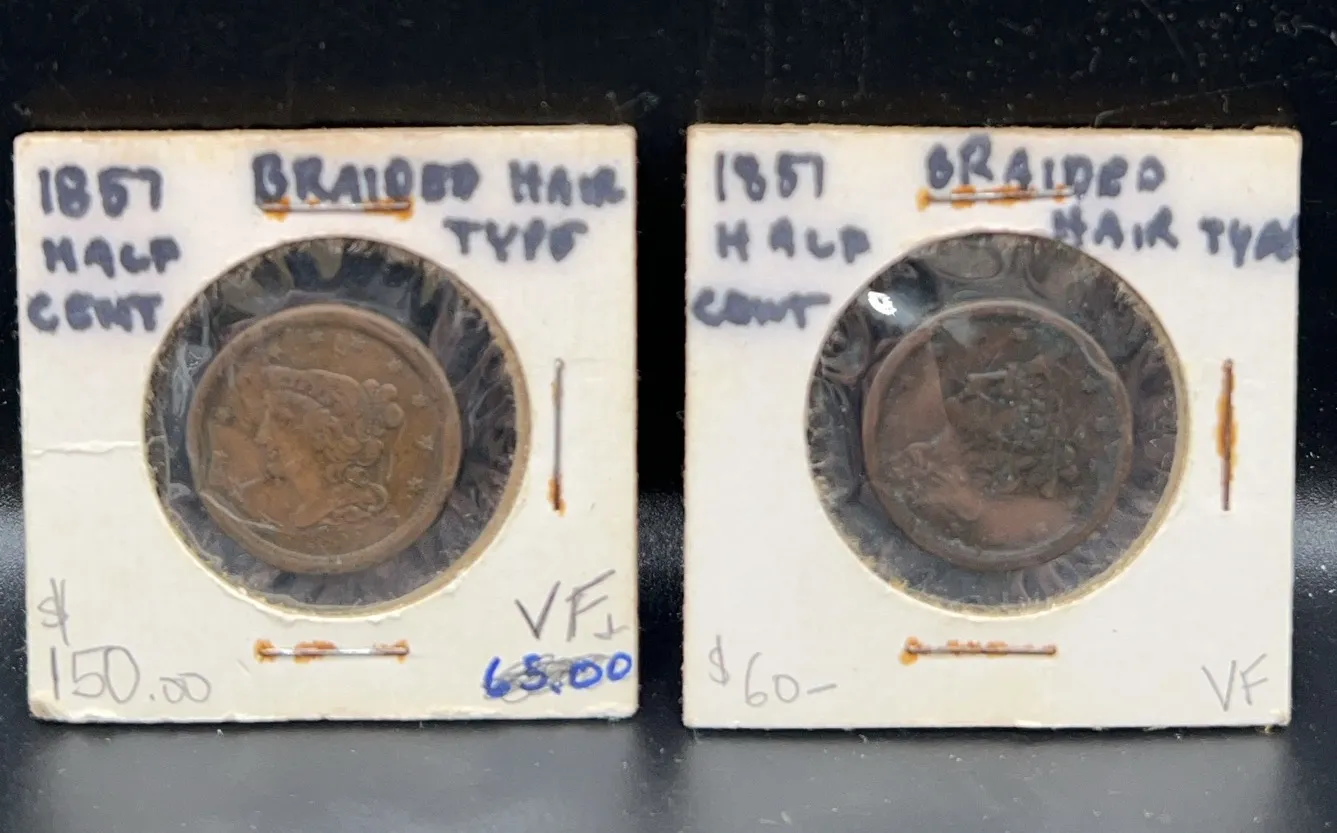 1857 BRAIDED HAIR
HALF TYPE
CENT
$
150.00
VF+
65.00
1857 BRAIDED
HALF HAIR TYPE
CENT
$60-
VF